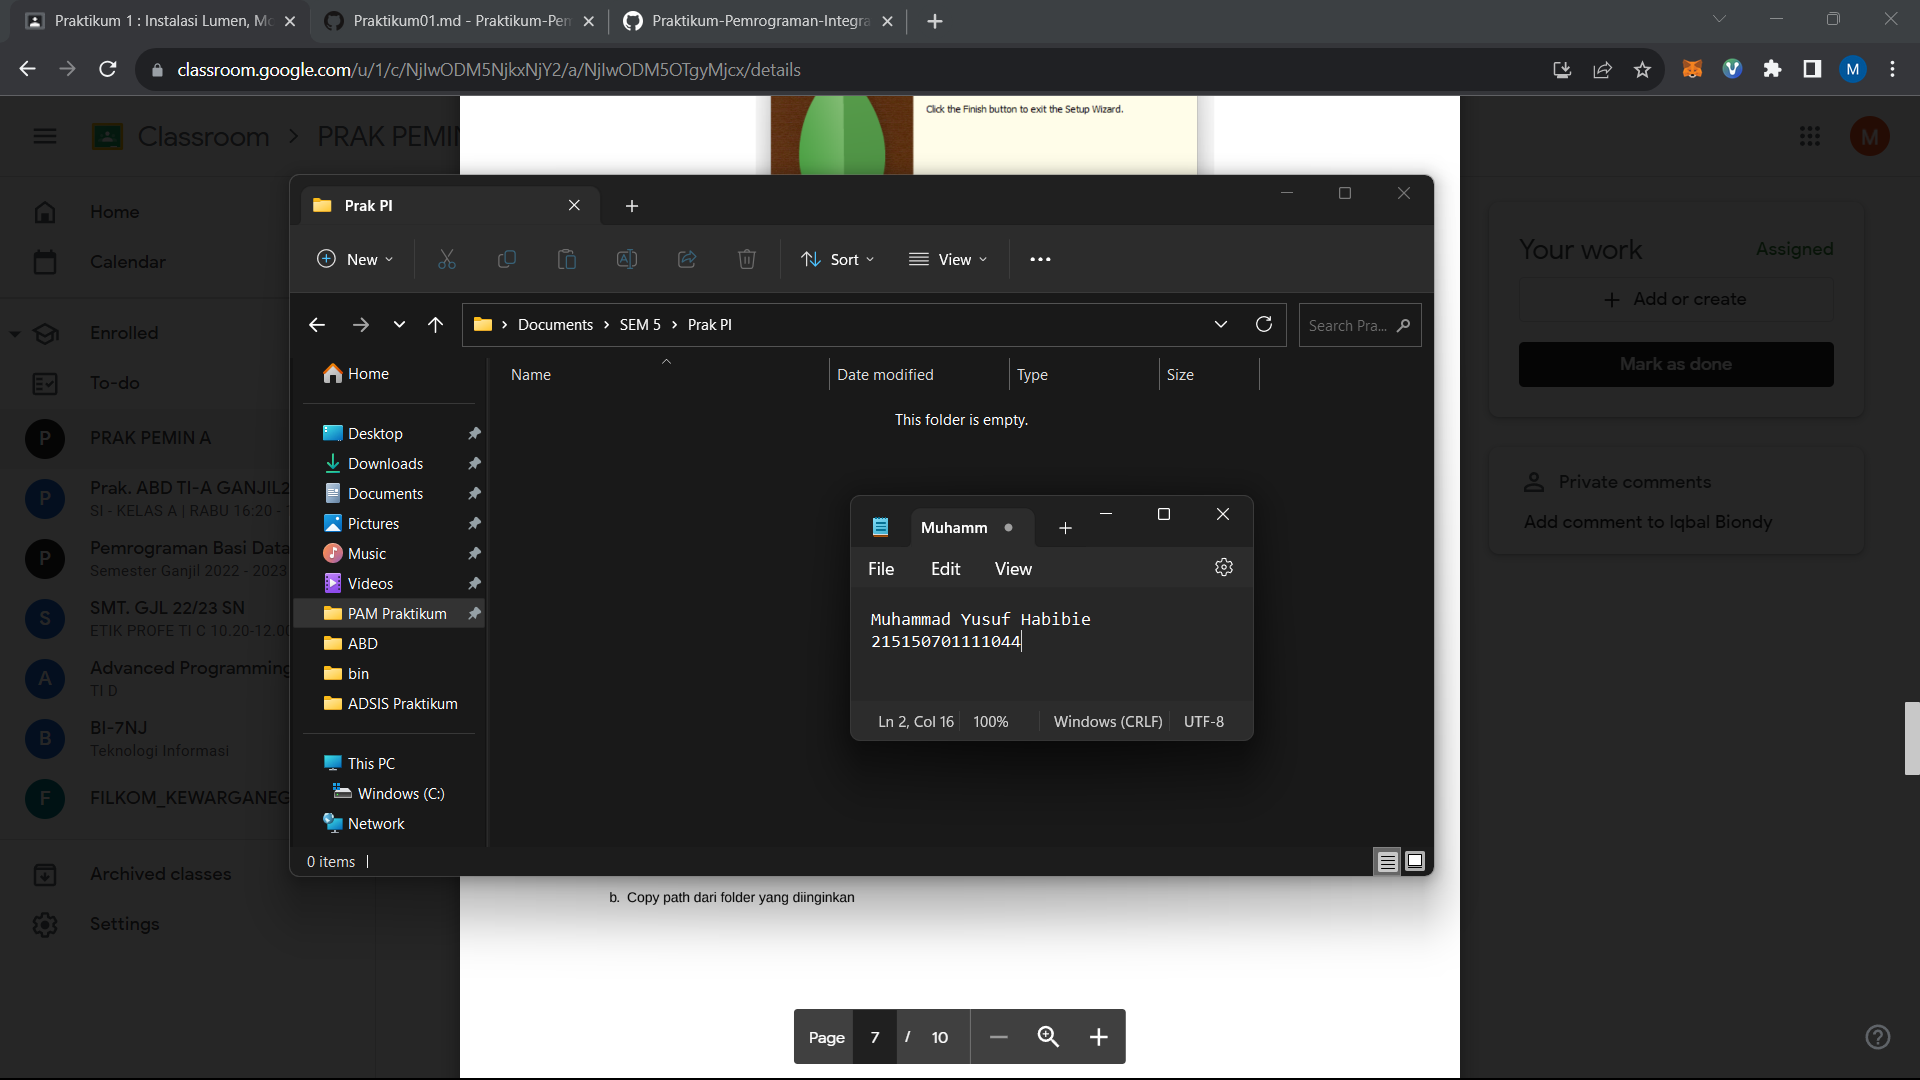 Praktikum 1 : Instalasi Lumen, Mo
Praktikum01.md - Praktikum-Pem
Praktikum-Pemrograman-Integra
classroom.google.com/u/1/c/NjIwODM5NjkxNjY2/a/NjIwODM5OTgyMjcx/details
M
Classroom
PRAK PEMIN
M
Click the Finish button to exit the Setup Wizard.
Home
Calendar
Enrolled
To-do
P
PRAK PEMIN A
P
Prak. ABD TI-A GANJIL2
SI - KELAS A | RABU 16:20 -
P
Pemrograman Basi Data
Semester Ganjil 2022 - 2023
S
SMT. GJL 22/23 SN
ETIK PROFE TI C 10.20-12.00
A
Advanced Programming
TI D
B
BI-7NJ
Teknologi Informasi
F
FILKOM_KEWARGANEG
Archived classes
Settings
Prak PI
New
Sort
View
Documents > SEM 5 > Prak PI
Search Pra...
Name
Date modified
Type
Size
This folder is empty.
Home
Desktop
Downloads
Documents
Pictures
Music
Videos
PAM Praktikum
ABD
bin
ADSIS Praktikum
This PC
Windows (C:)
Network
0 items
Muhamm
File
Edit
View
Muhammad Yusuf Habibie
215150701111044
Ln 2, Col 16
100%
Windows (CRLF)
UTF-8
Your work
Assigned
Add or create
Mark as done
Private comments
Add comment to Iqbal Biondy
b. Copy path dari folder yang diinginkan
Page 7 / 10